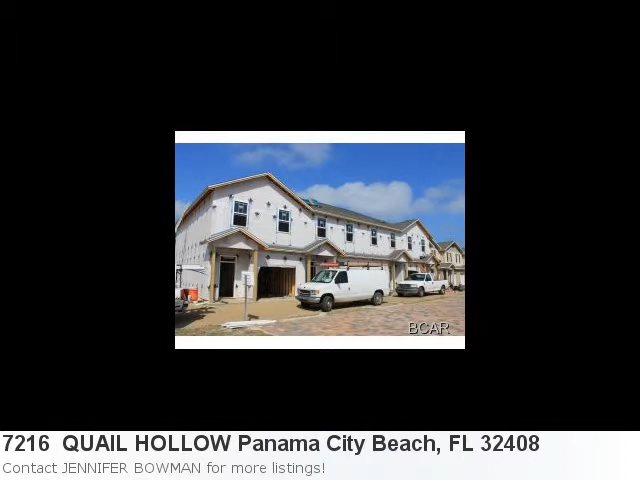 BCAR
7216 QUAIL HOLLOW Panama City Beach, FL 32408
Contact JENNIFER BOWMAN for more listings!